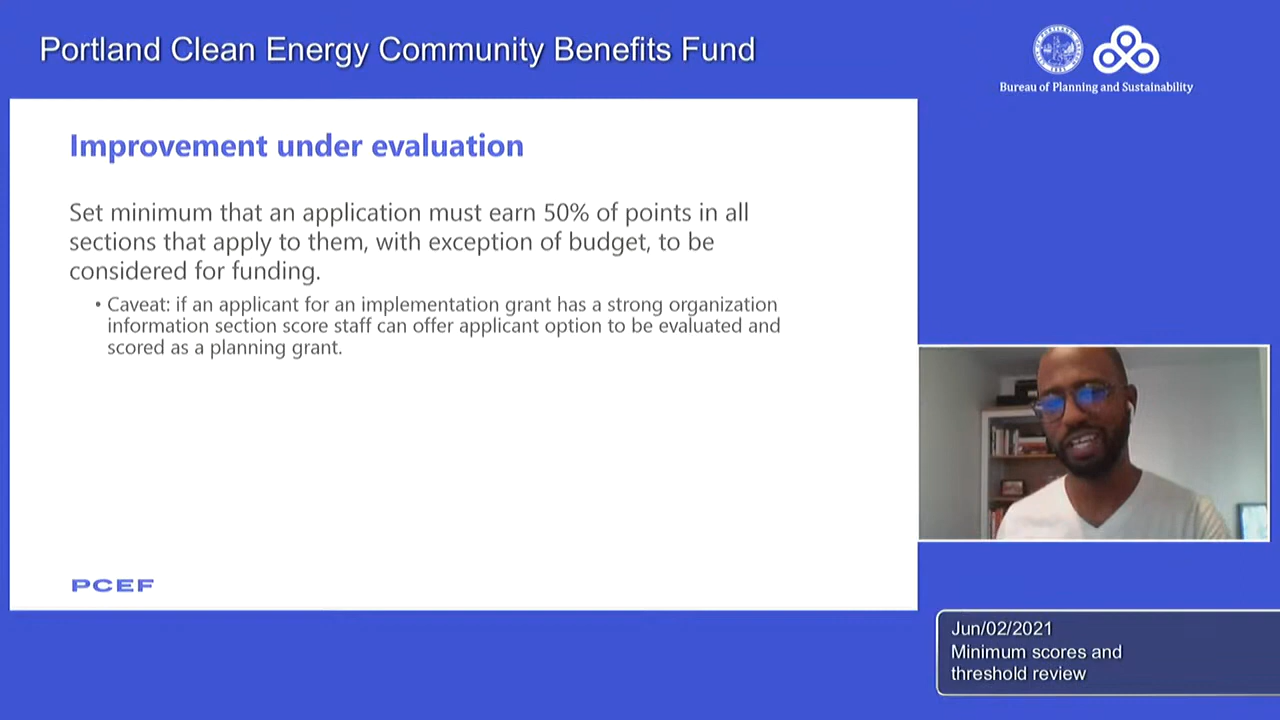 Portland Clean Energy Community Benefits Fund
Bureau of Planning and Sustainability
Improvement under evaluation
Set minimum that an application must earn 50% of points in all
sections that apply to them, with exception of budget, to be
considered for funding.
• Caveat: if an applicant for an implementation grant has a strong organization
information section score staff can offer applicant option to be evaluated and
scored as a planning grant.
PCEF
Jun/02/2021
Minimum scores and
threshold review